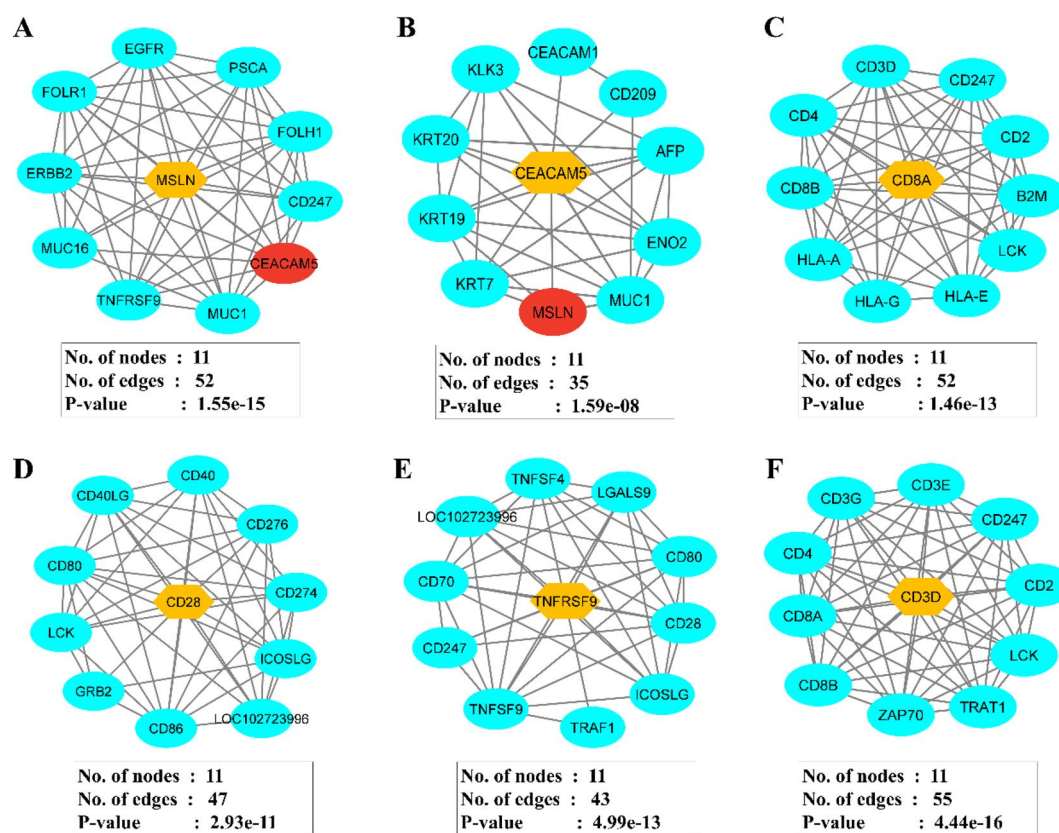 A
EGFR
PSCA
FOLR1
FOLH1
ERBB2
MSLN
CD247
MUC16
CEACAM5
TNFRSF9
MUC1
No. of nodes : 11
No. of edges : 52
P-value : 1.55e-15
B
CEACAM1
KLK3
CD209
KRT20
AFP
CEACAM5
KRT19
ENO2
KRT7
MUC1
MSLN
No. of nodes : 11
No. of edges : 35
P-value : 1.59e-08
C
CD3D
CD247
CD4
CD2
CD8B
CD8A
B2M
HLA-A
LCK
HLA-G
HLA-E
No. of nodes : 11
No. of edges : 52
P-value : 1.46e-13
D
CD40
CD40LG
CD276
CD80
CD274
CD28
LCK
ICOSLG
GRB2
LOC102723996
CD86
No. of nodes : 11
No. of edges : 47
P-value : 2.93e-11
E
TNFSF4
LGALS9
LOC102723996
CD80
CD70
TNFRSF9
CD28
CD247
ICOSLG
TNFSF9
TRAF1
No. of nodes : 11
No. of edges : 43
P-value : 4.99e-13
F
CD3E
CD3G
CD247
CD4
CD2
CD3D
CD8A
LCK
CD8B
TRAT1
ZAP70
No. of nodes : 11
No. of edges : 55
P-value : 4.44e-16